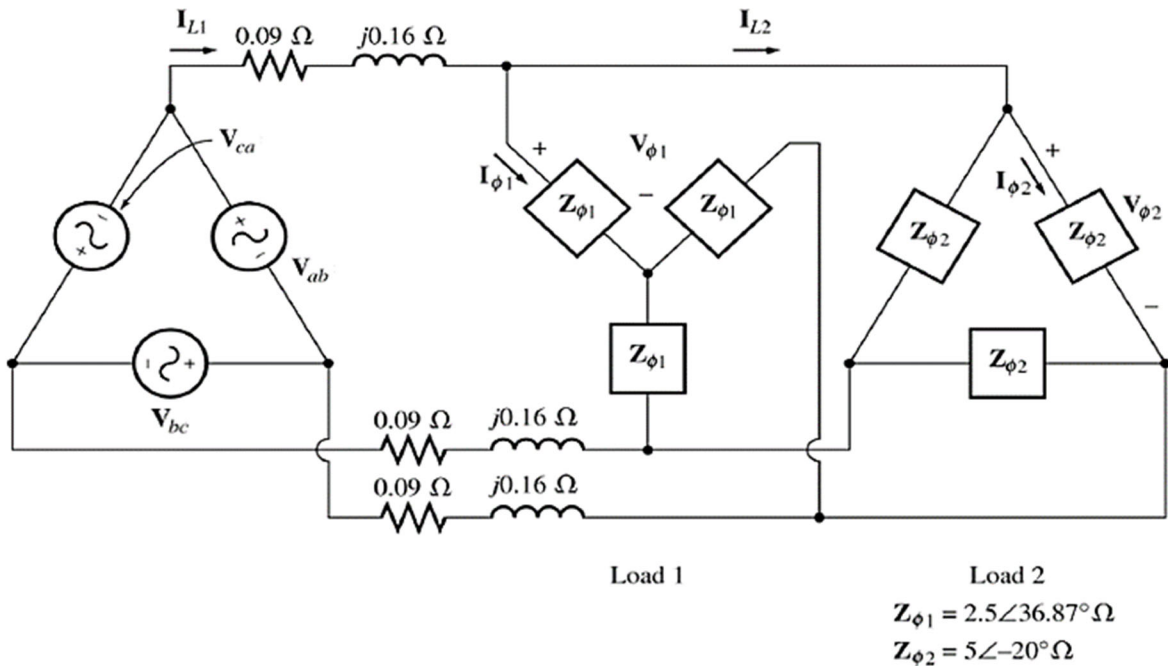 I_L1
0.09 Ω
j0.16 Ω
I_L2
V_ca
V_ab
V_bc
+
V_ϕ1
−
I_ϕ1
Z_ϕ1
Z_ϕ1
Z_ϕ1
+
I_ϕ2
V_ϕ2
−
Z_ϕ2
Z_ϕ2
Z_ϕ2
0.09 Ω
j0.16 Ω
0.09 Ω
j0.16 Ω
Load 1
Load 2
Z_ϕ1 = 2.5∠36.87° Ω
Z_ϕ2 = 5∠–20° Ω